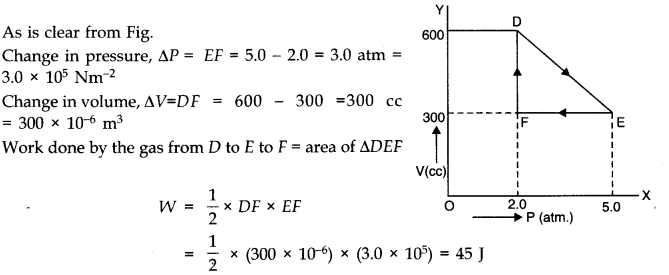 As is clear from Fig.
Change in pressure, ΔP = EF = 5.0 – 2.0 = 3.0 atm =
3.0 × 10⁵ Nm⁻²
Change in volume, ΔV=DF = 600 – 300 =300 cc
= 300 × 10⁻⁶ m³
Work done by the gas from D to E to F = area of ΔDEF
W = 1/2 × DF × EF
= 1/2 × (300 × 10⁻⁶) × (3.0 × 10⁵) = 45 J
Y
D
600
300
F
E
V(cc)
O
2.0
5.0
X
P (atm.)